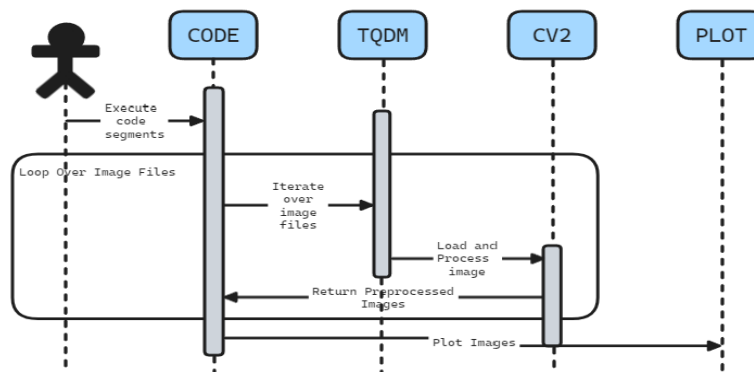 CODE
TQDM
CV2
PLOT
Execute
code
segments
Loop Over Image Files
Iterate
over
image
files
Load and
Process
image
Return Preprocessed
Images
Plot Images